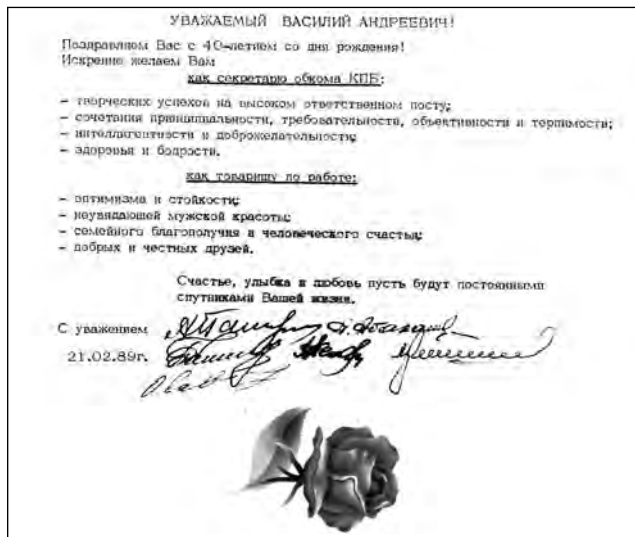 УВАЖАЕМЫЙ ВАСИЛИЙ АНДРЕЕВИЧ!
Поздравляем Вас с 40-летием со дня рождения!
Искренне желаем Вам
как секретарю обкома КПБ:
- творческих успехов на высоком ответственном посту;
- сочетания принципиальности, требовательности, объективности и терпимости;
- интеллигентности и доброжелательности;
- здоровья и бодрости.
как товарищу по работе:
- оптимизма и стойкости;
- неувядающей мужской красоты;
- семейного благополучия и человеческого счастья;
- добрых и честных друзей.
Счастье, улыбка и любовь пусть будут постоянными
спутниками Вашей жизни.
С уважением
21.02.89г.